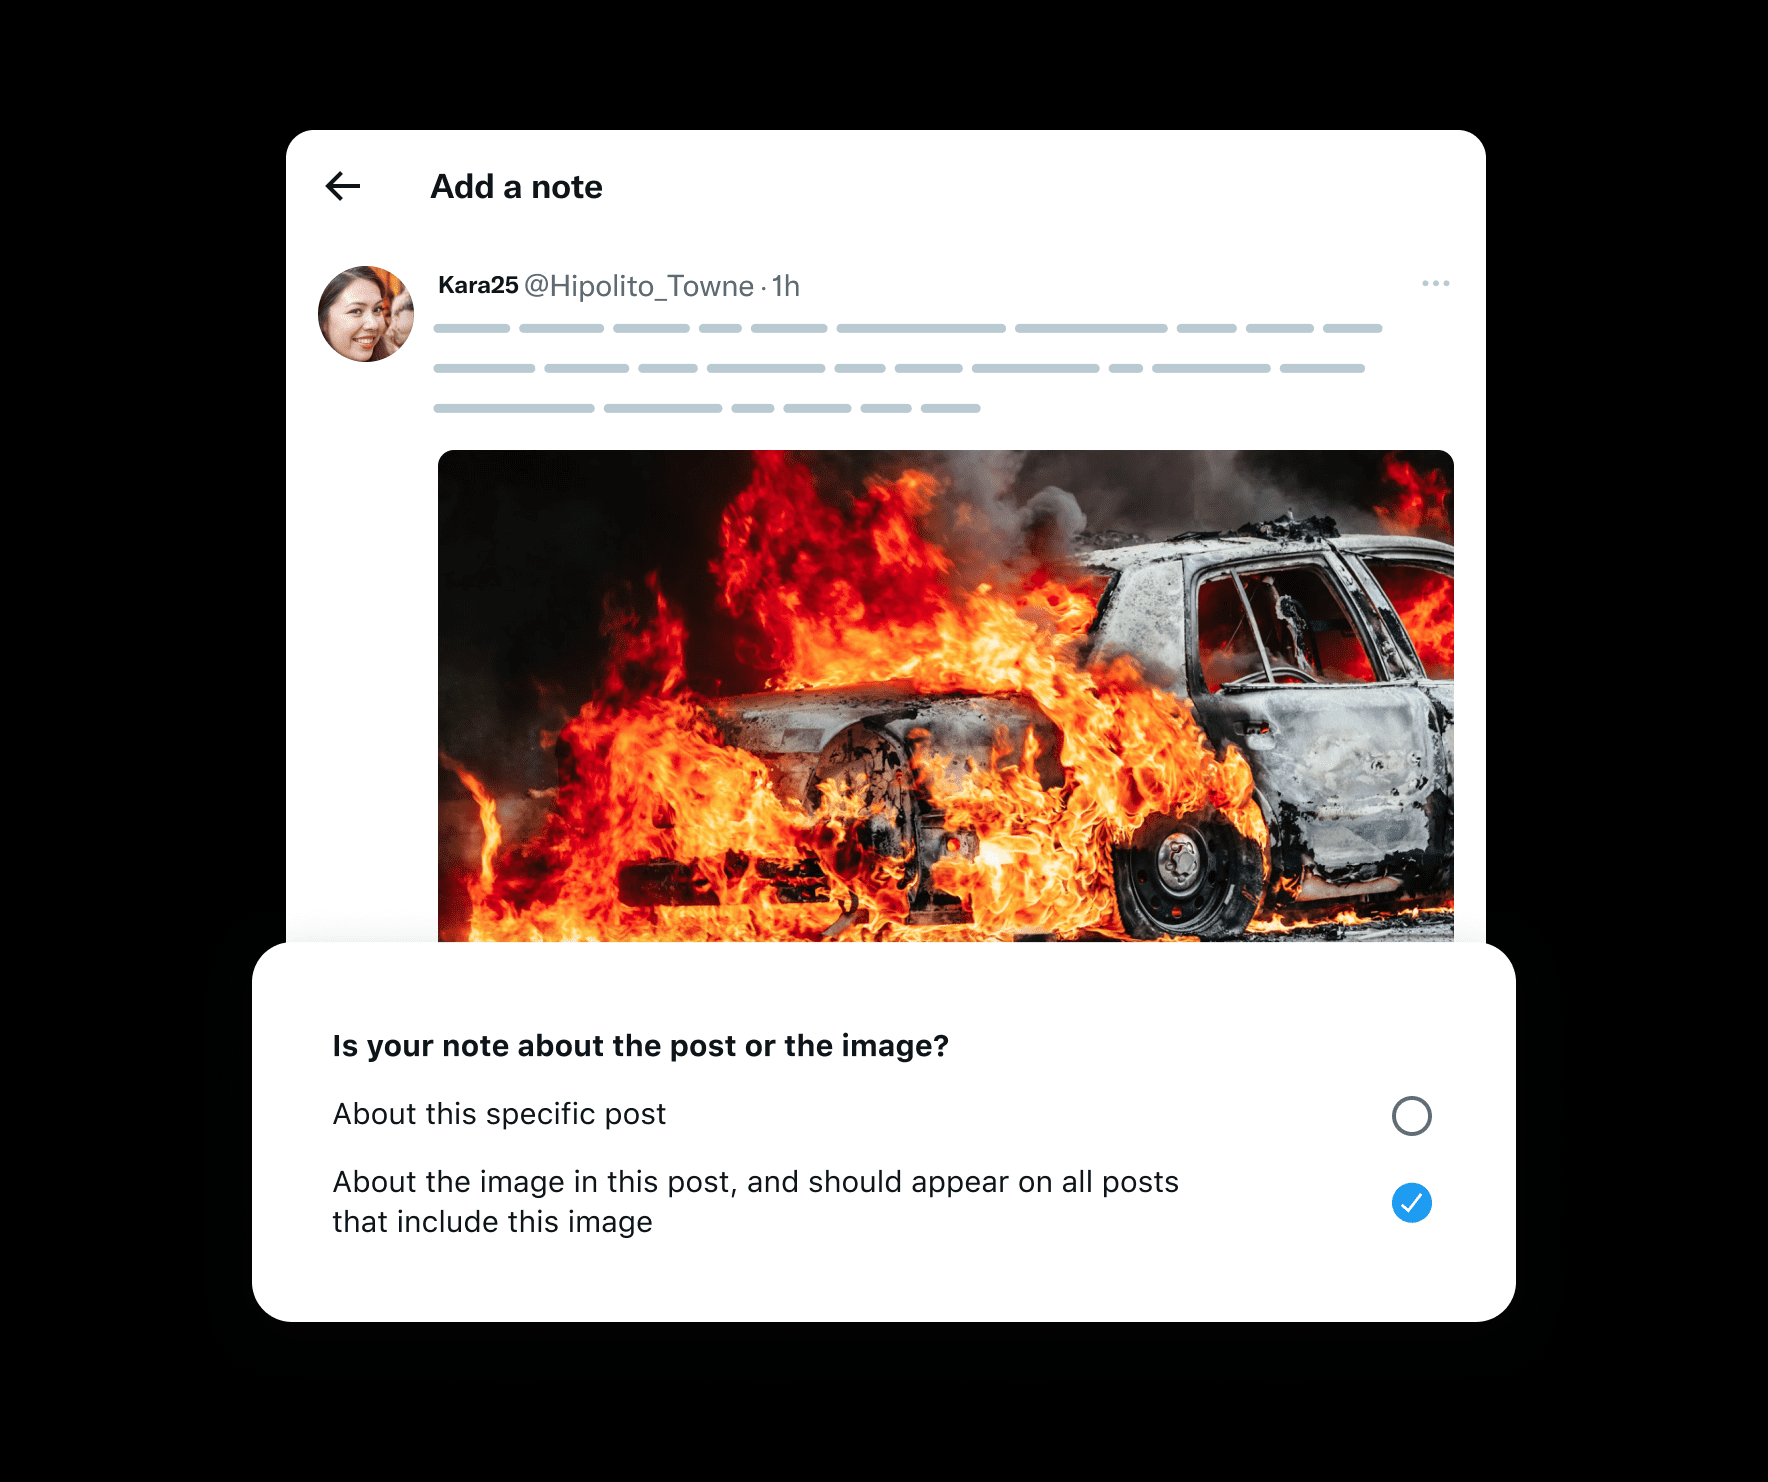 Add a note
Kara25 @Hipolito_Towne · 1h
Is your note about the post or the image?
About this specific post
About the image in this post, and should appear on all posts
that include this image